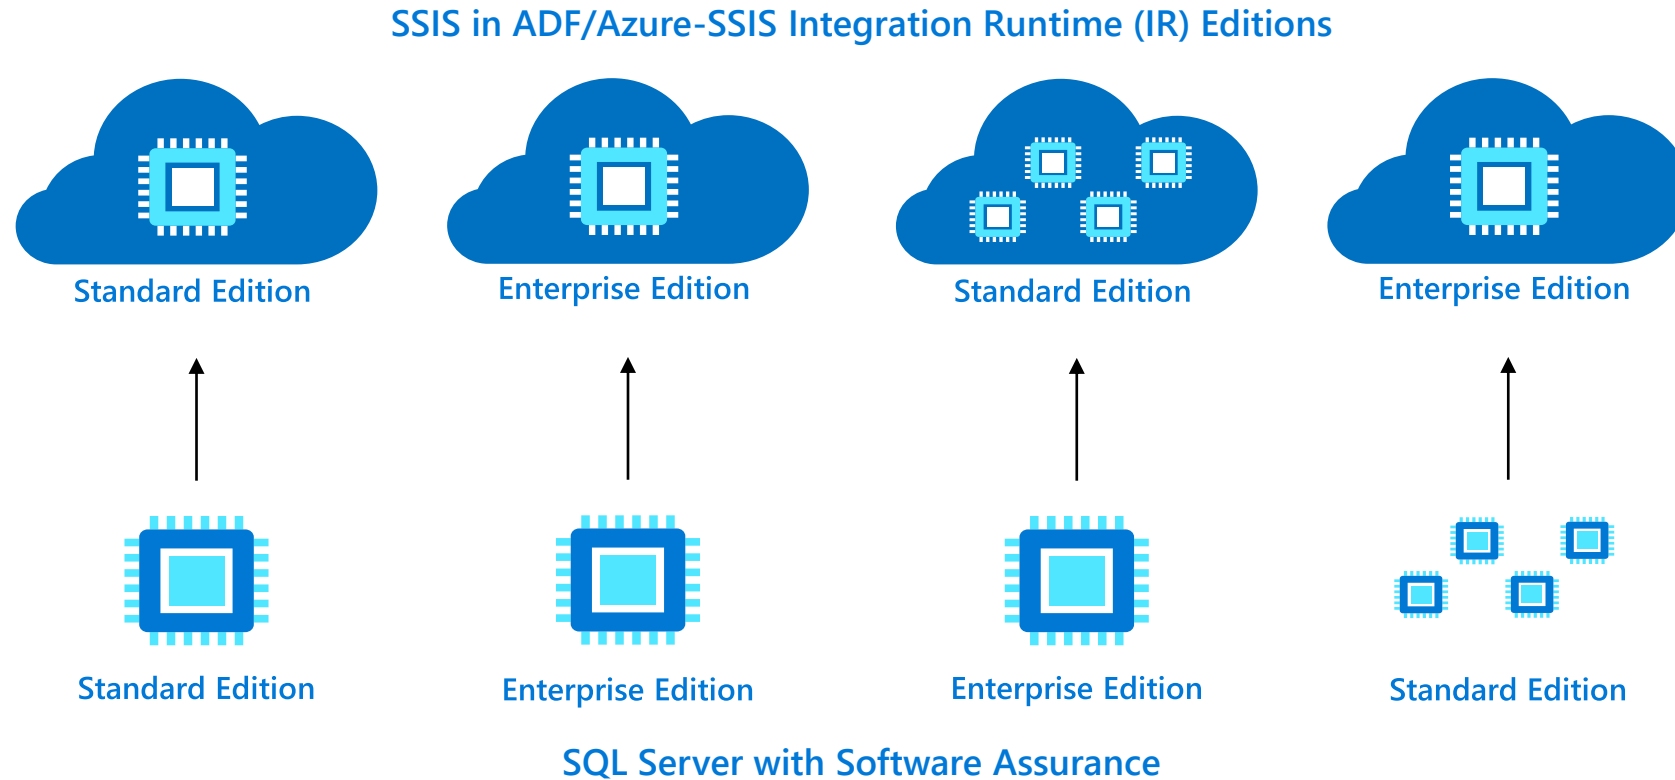 SSIS in ADF/Azure-SSIS Integration Runtime (IR) Editions
Standard Edition
Enterprise Edition
Standard Edition
Enterprise Edition
Standard Edition
Enterprise Edition
Enterprise Edition
Standard Edition
SQL Server with Software Assurance